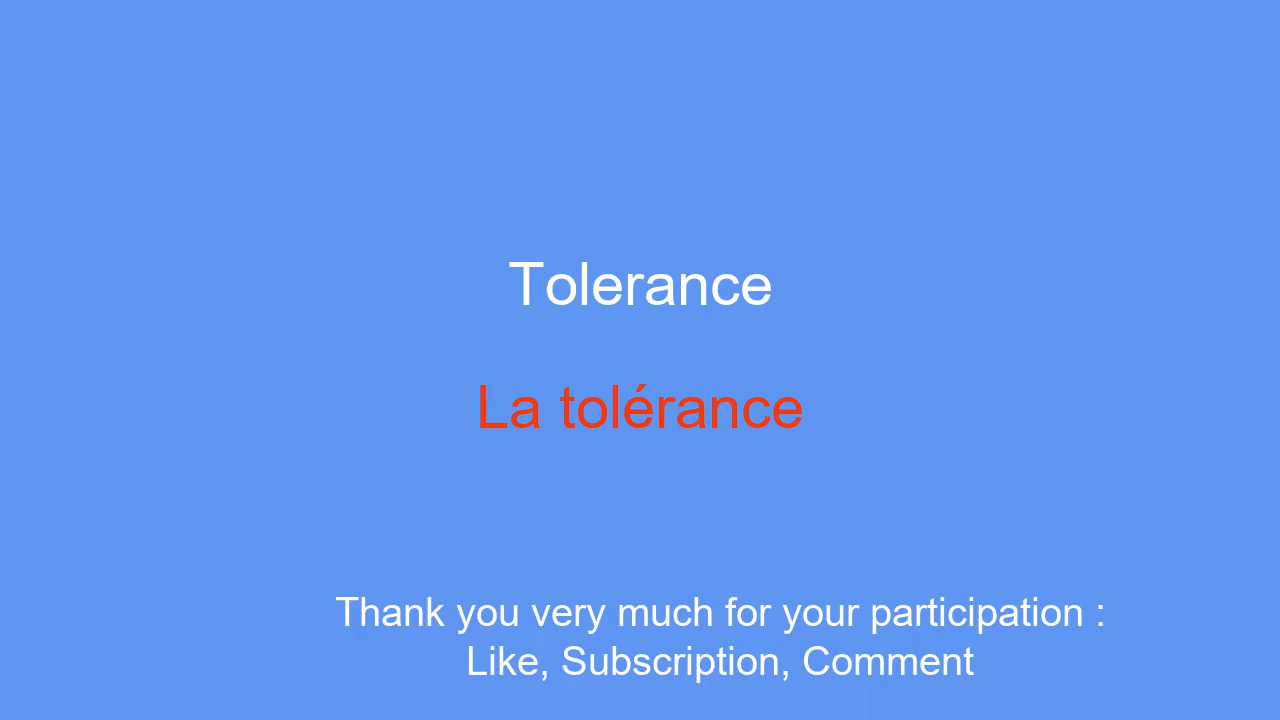 Tolerance
La tolérance
Thank you very much for your participation :
Like, Subscription, Comment